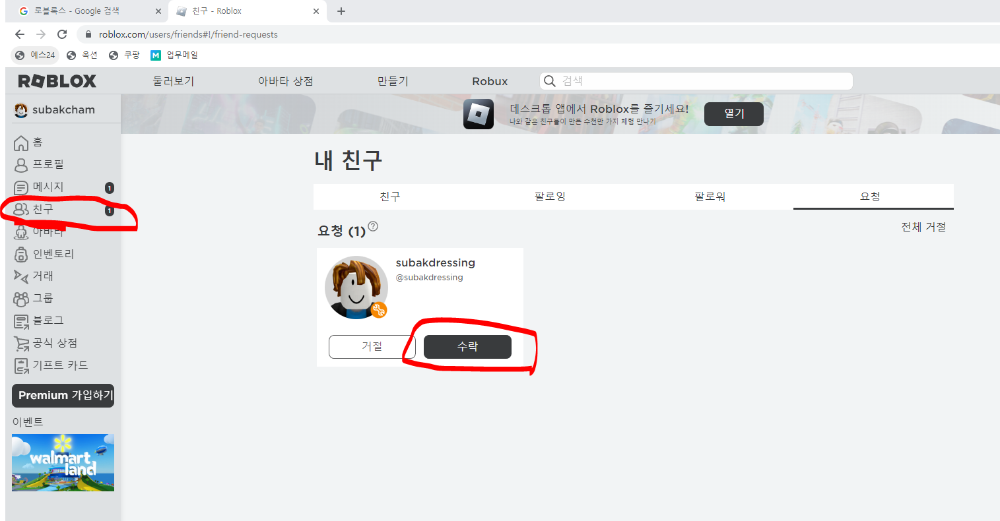 로블록스 - Google 검색
친구 - Roblox
roblox.com/users/friends#!/friend-requests
예스24
옥션
쿠팡
M 업무메일
ROBLOX
둘러보기
아바타 상점
만들기
Robux
검색
subakcham
데스크톱 앱에서 Roblox를 즐기세요!
나와 같은 친구들이 만든 수천만 가지 체험 만나기
열기
홈
프로필
메시지 1
친구 1
아바타
인벤토리
거래
그룹
블로그
공식 상점
기프트 카드
Premium 가입하기
이벤트
walmart
land
내 친구
친구
팔로잉
팔로워
요청
요청 (1) ?
전체 거절
subakdressing
@subakdressing
거절
수락